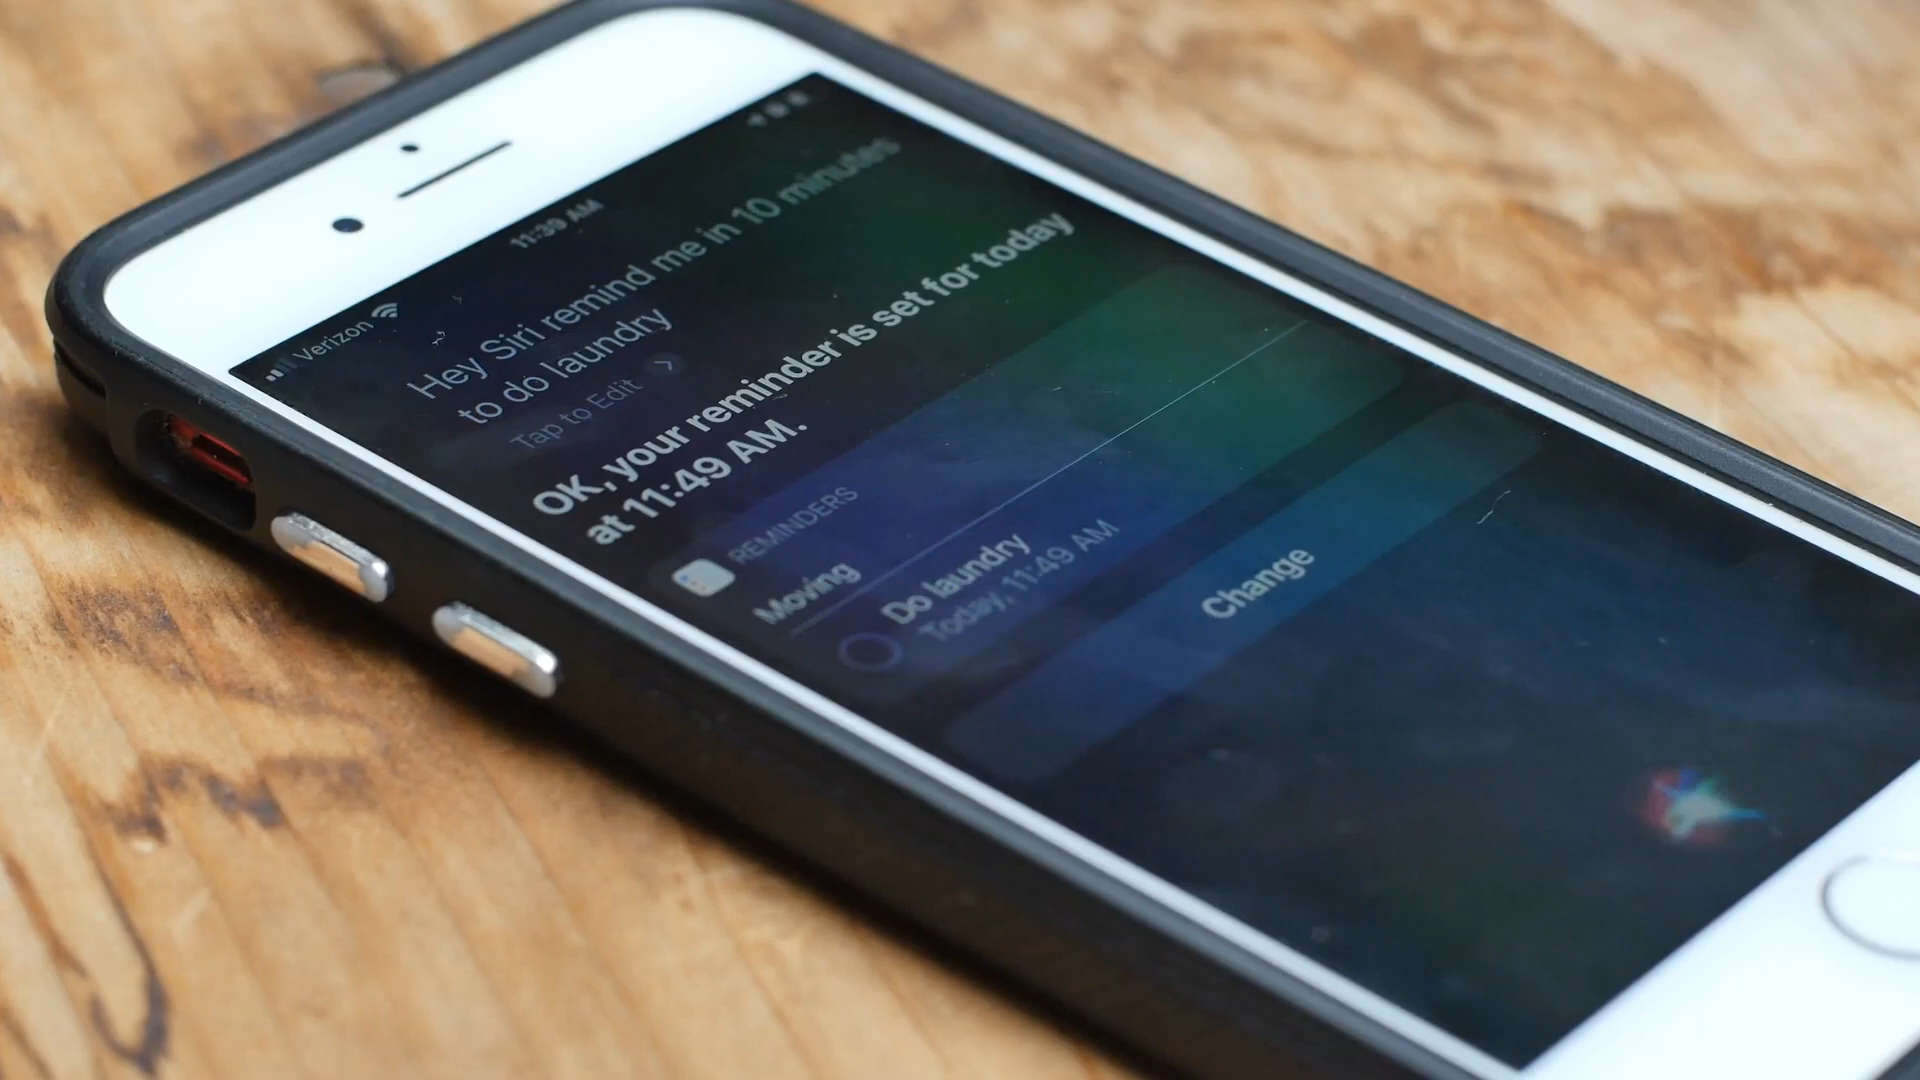 Verizon 11:39 AM
Hey Siri remind me in 10 minutes
to do laundry
Tap to Edit
OK, your reminder is set for today
at 11:49 AM.
REMINDERS
Moving
Do laundry
Today, 11:49 AM
Change